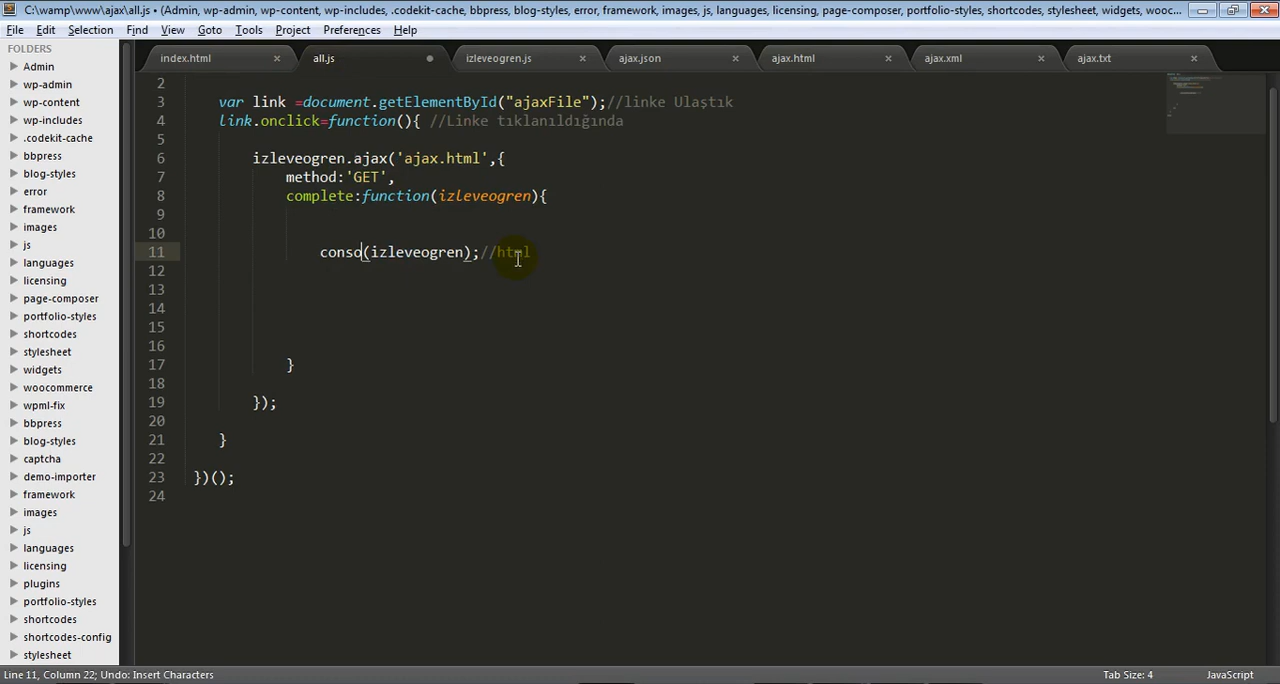 C:\wamp\www\ajax\all.js • (Admin, wp-admin, wp-content, wp-includes, .codekit-cache, bbpress, blog-styles, error, framework, images, js, languages, licensing, page-composer, portfolio-styles, shortcodes, stylesheet, widgets, wooc...
File Edit Selection Find View Goto Tools Project Preferences Help
FOLDERS
Admin
wp-admin
wp-content
wp-includes
.codekit-cache
bbpress
blog-styles
error
framework
images
js
languages
licensing
page-composer
portfolio-styles
shortcodes
stylesheet
widgets
woocommerce
wpml-fix
bbpress
blog-styles
captcha
demo-importer
framework
images
js
languages
licensing
plugins
portfolio-styles
shortcodes
shortcodes-config
stylesheet
index.html × all.js • izleveogren.js × ajax.json × ajax.html × ajax.xml × ajax.txt ×
2
3 var link =document.getElementById("ajaxFile");//linke Ulaştık
4 link.onclick=function(){ //Linke tıklanıldığında
5
6 izleveogren.ajax('ajax.html',{
7 method:'GET',
8 complete:function(izleveogren){
9
10
11 conso(izleveogren);//html
12
13
14
15
16
17 }
18
19 });
20
21 }
22
23 })();
24
Line 11, Column 22; Undo: Insert Characters Tab Size: 4 JavaScript